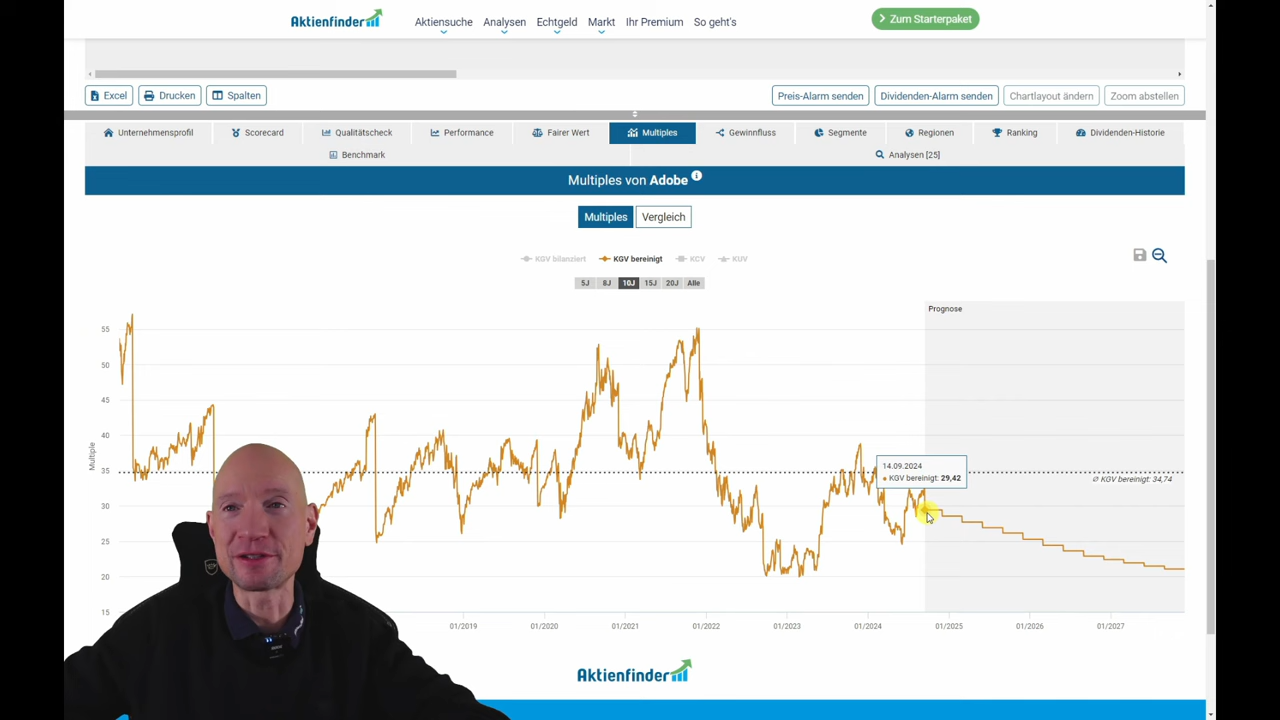 Aktienfinder
Aktiensuche Analysen Echtgeld Markt Ihr Premium So geht's
Zum Starterpaket
Excel Drucken Spalten
Preis-Alarm senden Dividenden-Alarm senden Chartlayout ändern Zoom abstellen
Unternehmensprofil Scorecard Qualitätscheck Performance Fairer Wert Multiples Gewinnfluss Segmente Regionen Ranking Dividenden-Historie
Benchmark Analysen [25]
Multiples von Adobe
Multiples Vergleich
KGV bilanziert KGV bereinigt KCV KUV
5J 8J 10J 15J 20J Alle
Prognose
55
50
45
40
35
30
25
20
15
Multiple
14.09.2024
KGV bereinigt: 29,42
Ø KGV bereinigt: 34,74
01/2019 01/2020 01/2021 01/2022 01/2023 01/2024 01/2025 01/2026 01/2027
Aktienfinder